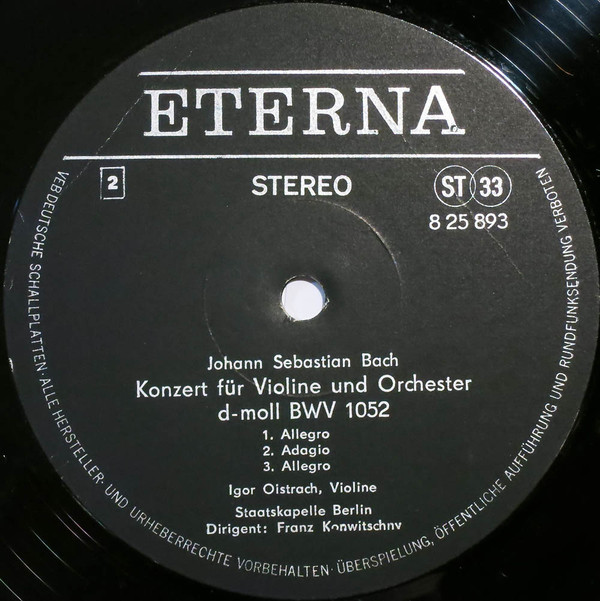 ETERNA
2
STEREO
ST 33
8 25 893
Johann Sebastian Bach
Konzert für Violine und Orchester
d-moll BWV 1052
1. Allegro
2. Adagio
3. Allegro
Igor Oistrach, Violine
Staatskapelle Berlin
Dirigent: Franz Konwitschny
VEB DEUTSCHE SCHALLPLATTEN · ALLE HERSTELLER- UND URHEBERRECHTE VORBEHALTEN · ÜBERSPIELUNG, ÖFFENTLICHE AUFFÜHRUNG UND RUNDFUNKSENDUNG VERBOTEN